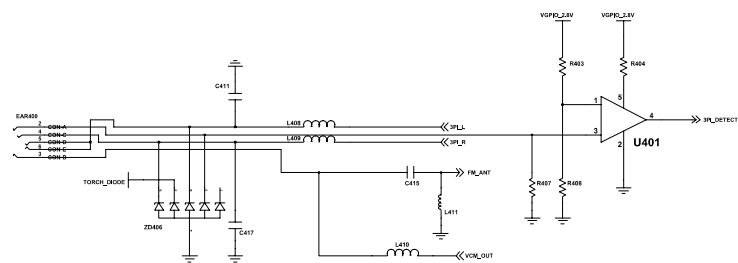 VGPIO_2.8V
VGPIO_2.8V
R403
R404
C411
EAR400
2 CON-A
4 CON-C
5 CON-D
6 CON-E
3 CON-B
L408
L409
3PI_L
3PI_R
1
3
5
2
4
U401
3PI_DETECT
R407
R408
C415
FM_ANT
L411
TORCH_DIODE
ZD406
C417
L410
VCM_OUT